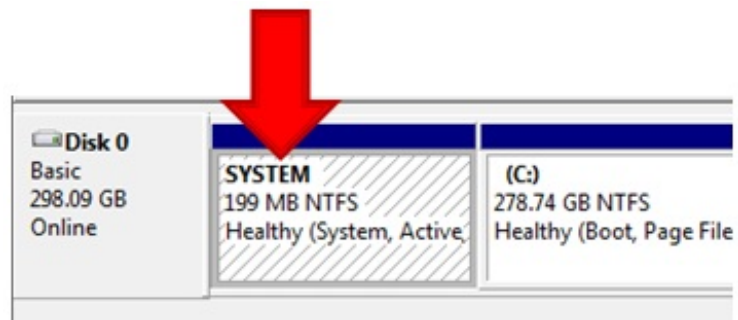 Disk 0
Basic
298.09 GB
Online
SYSTEM
199 MB NTFS
Healthy (System, Active,
(C:)
278.74 GB NTFS
Healthy (Boot, Page File